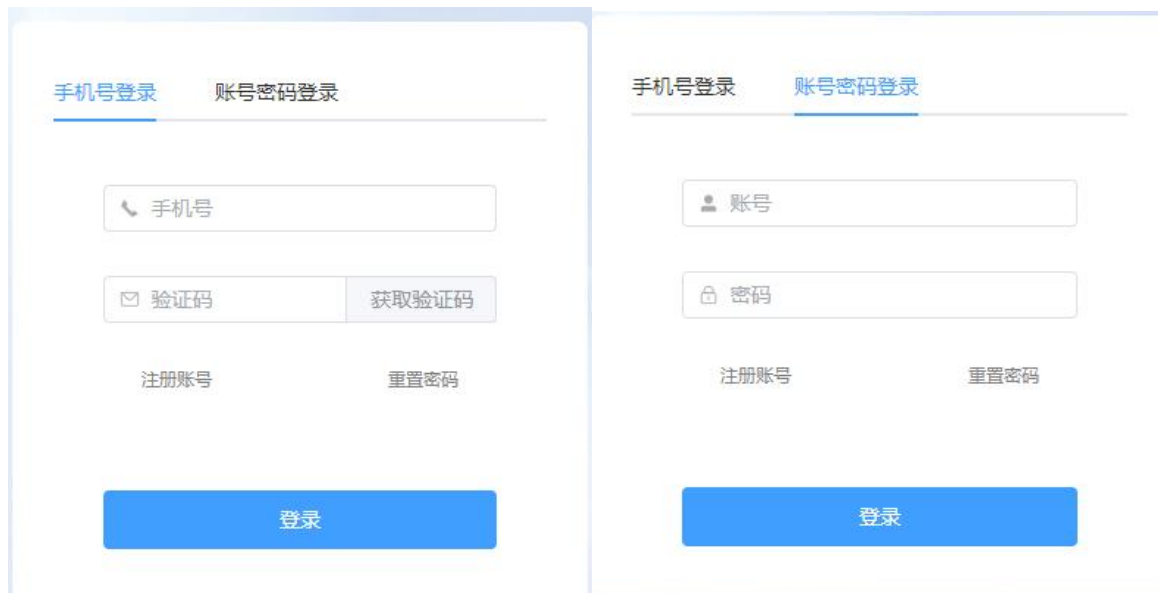 手机号登录 账号密码登录
手机号
验证码 获取验证码
注册账号 重置密码
登录
手机号登录 账号密码登录
账号
密码
注册账号 重置密码
登录